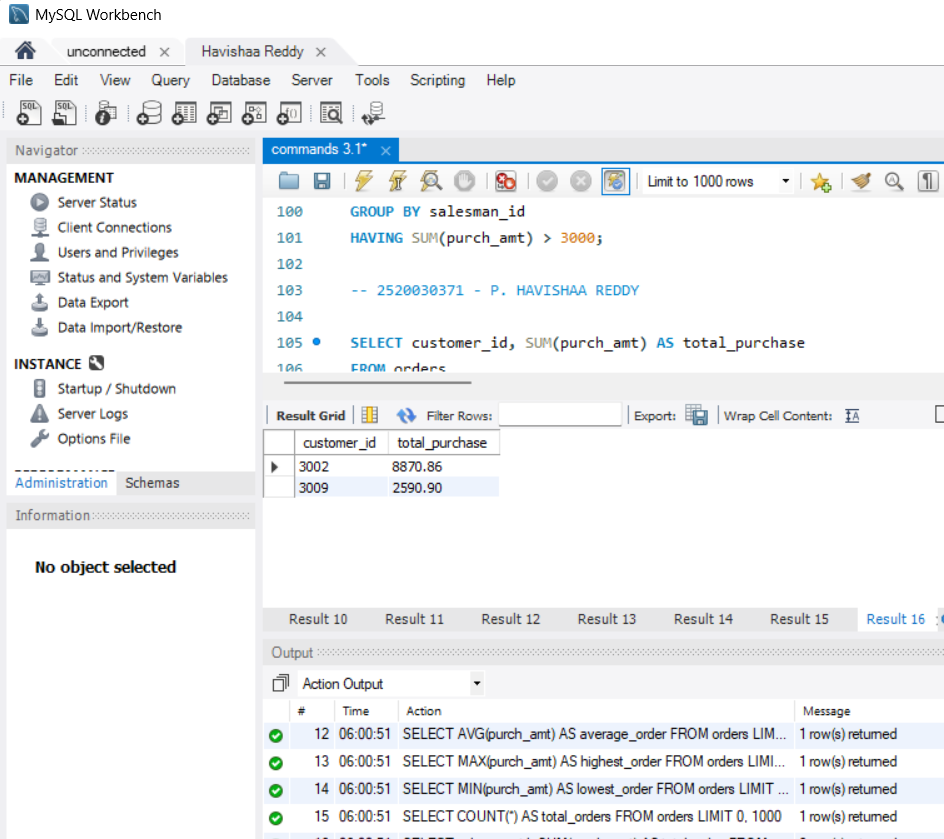 MySQL Workbench
unconnected
Havishaa Reddy
File Edit View Query Database Server Tools Scripting Help
Navigator
MANAGEMENT
Server Status
Client Connections
Users and Privileges
Status and System Variables
Data Export
Data Import/Restore
INSTANCE
Startup / Shutdown
Server Logs
Options File
Administration Schemas
Information
No object selected
commands 3.1*
Limit to 1000 rows
100 GROUP BY salesman_id
101 HAVING SUM(purch_amt) > 3000;
102
103 -- 2520030371 - P. HAVISHAA REDDY
104
105 SELECT customer_id, SUM(purch_amt) AS total_purchase
106 FROM orders
Result Grid Filter Rows: Export: Wrap Cell Content:
customer_id total_purchase
3002 8870.86
3009 2590.90
Result 10 Result 11 Result 12 Result 13 Result 14 Result 15 Result 16
Output
Action Output
# Time Action Message
12 06:00:51 SELECT AVG(purch_amt) AS average_order FROM orders LIM... 1 row(s) returned
13 06:00:51 SELECT MAX(purch_amt) AS highest_order FROM orders LIMI... 1 row(s) returned
14 06:00:51 SELECT MIN(purch_amt) AS lowest_order FROM orders LIMIT ... 1 row(s) returned
15 06:00:51 SELECT COUNT(*) AS total_orders FROM orders LIMIT 0, 1000 1 row(s) returned